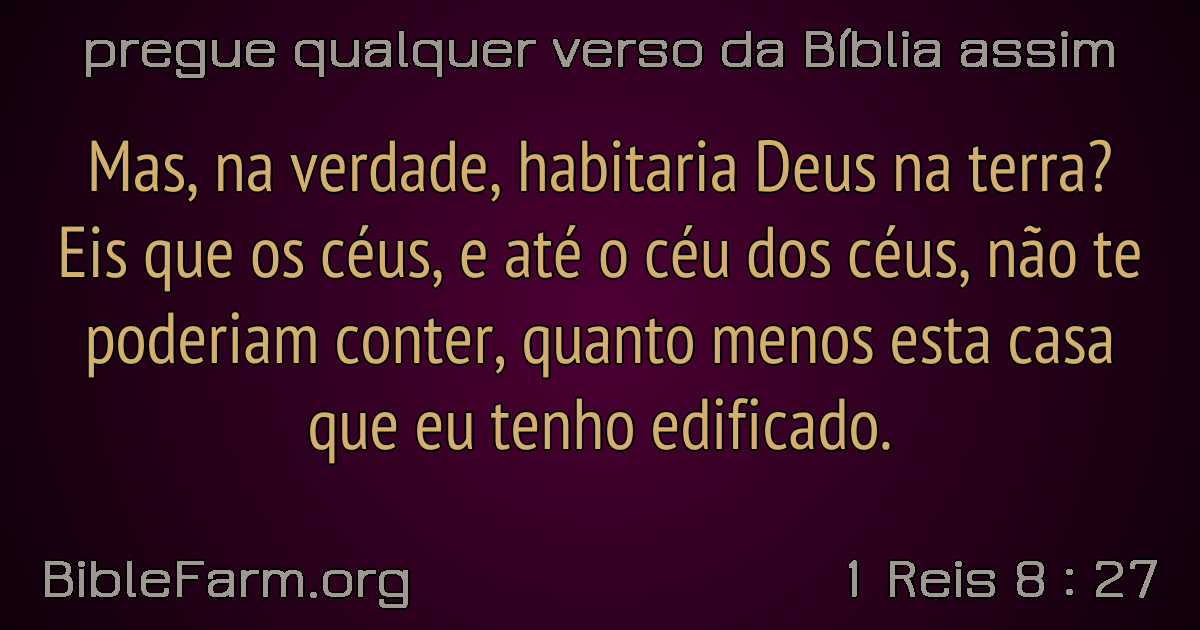 pregue qualquer verso da Bíblia assim
Mas, na verdade, habitaria Deus na terra?
Eis que os céus, e até o céu dos céus, não te
poderiam conter, quanto menos esta casa
que eu tenho edificado.
BibleFarm.org
1 Reis 8 : 27